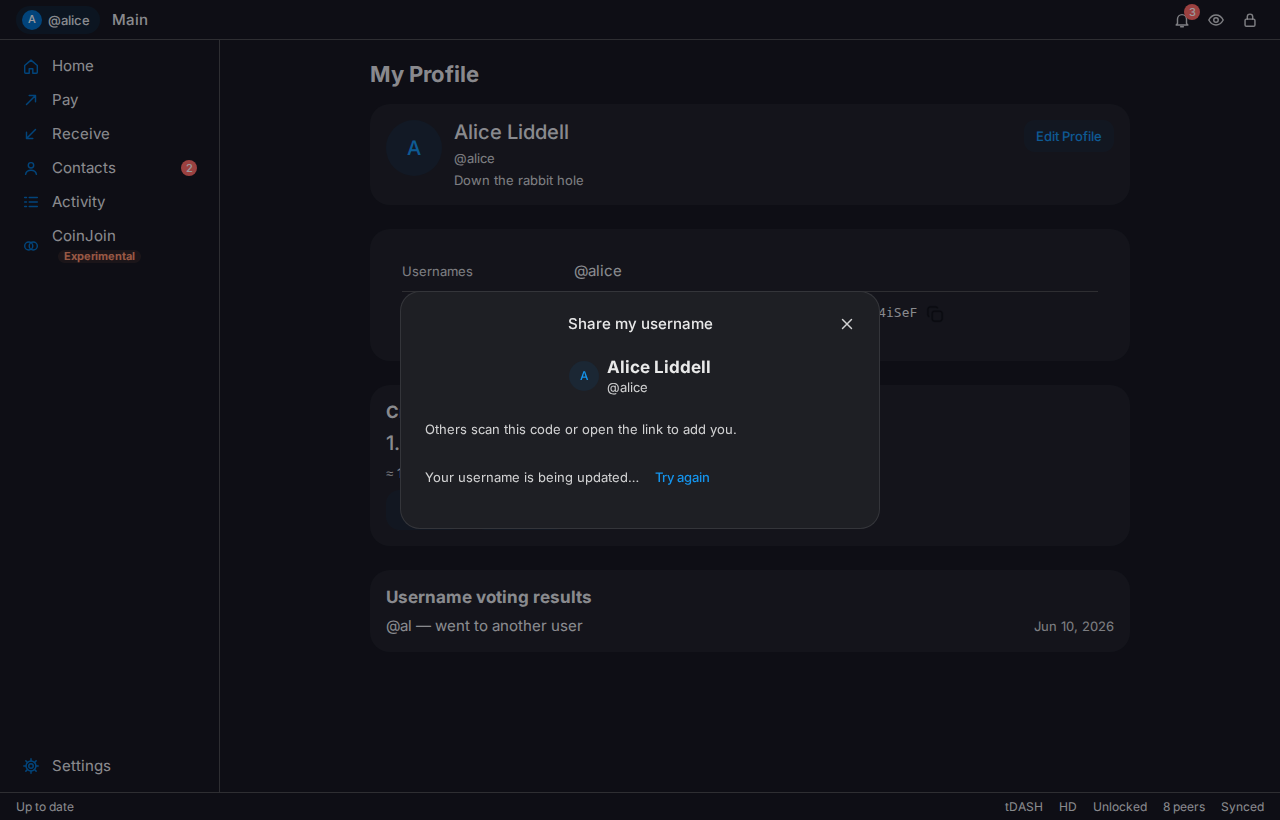 A @alice Main 3
Home
Pay
Receive
Contacts 2
Activity
CoinJoin
Experimental
Settings
My Profile
A
Alice Liddell
@alice
Down the rabbit hole
Edit Profile
Usernames @alice
4iSeF
Share my username
A
Alice Liddell
@alice
Others scan this code or open the link to add you.
Your username is being updated... Try again
C
1.
≈
Username voting results
@al — went to another user Jun 10, 2026
Up to date tDASH HD Unlocked 8 peers Synced